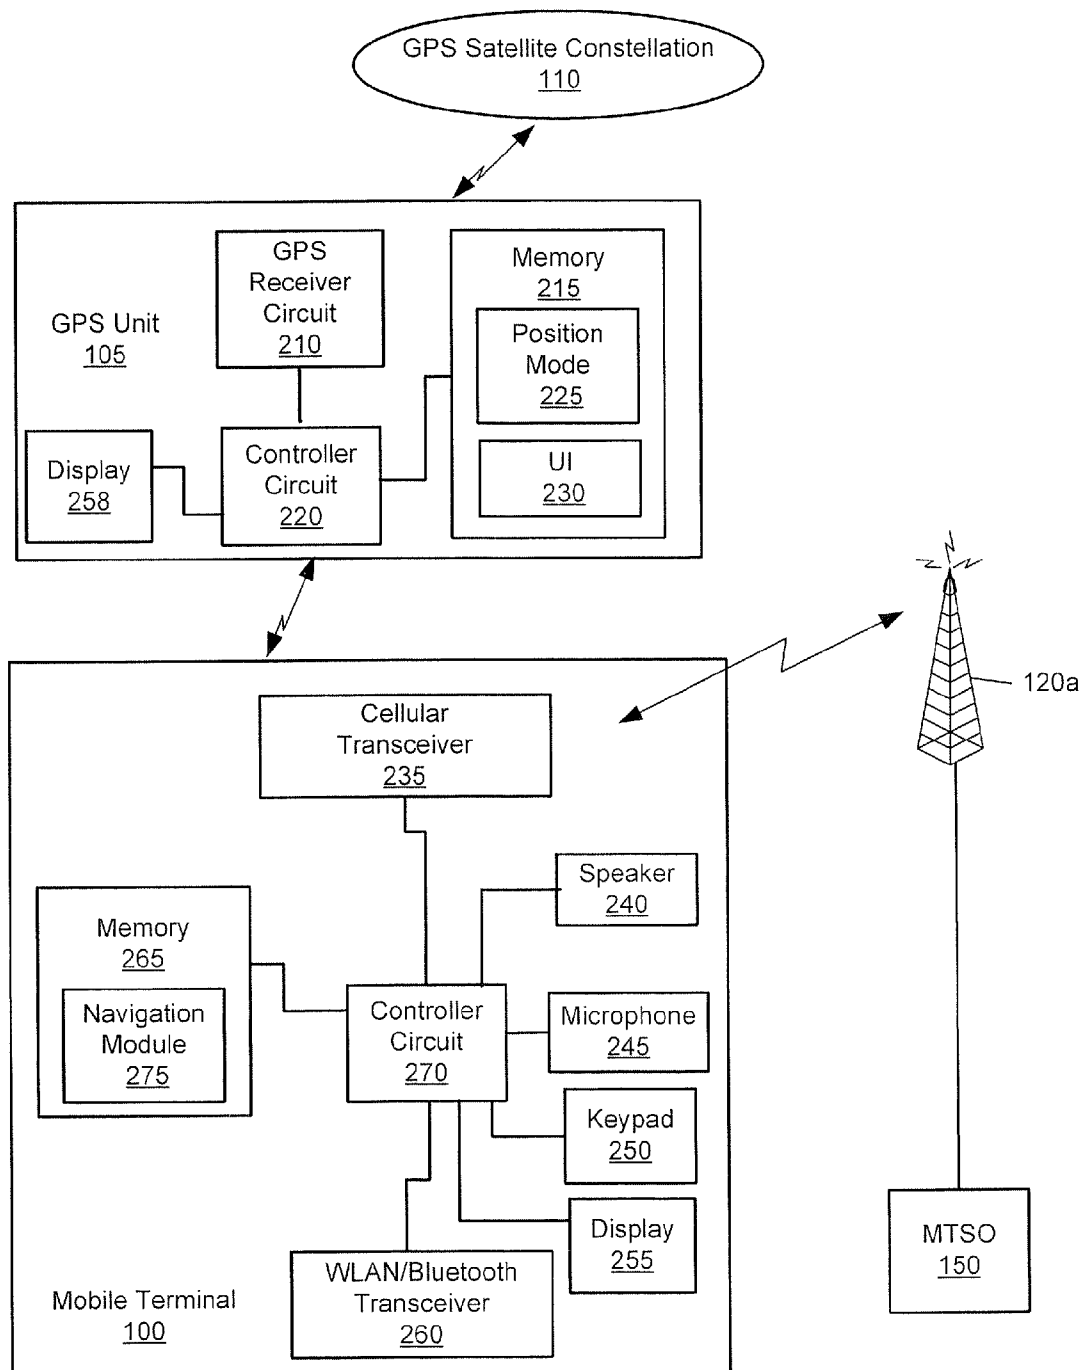 GPS Satellite Constellation
110
GPS Unit
105
GPS
Receiver
Circuit
210
Memory
215
Position
Mode
225
UI
230
Display
258
Controller
Circuit
220
120a
Cellular
Transceiver
235
Speaker
240
Memory
265
Navigation
Module
275
Controller
Circuit
270
Microphone
245
Keypad
250
Display
255
WLAN/Bluetooth
Transceiver
260
Mobile Terminal
100
MTSO
150